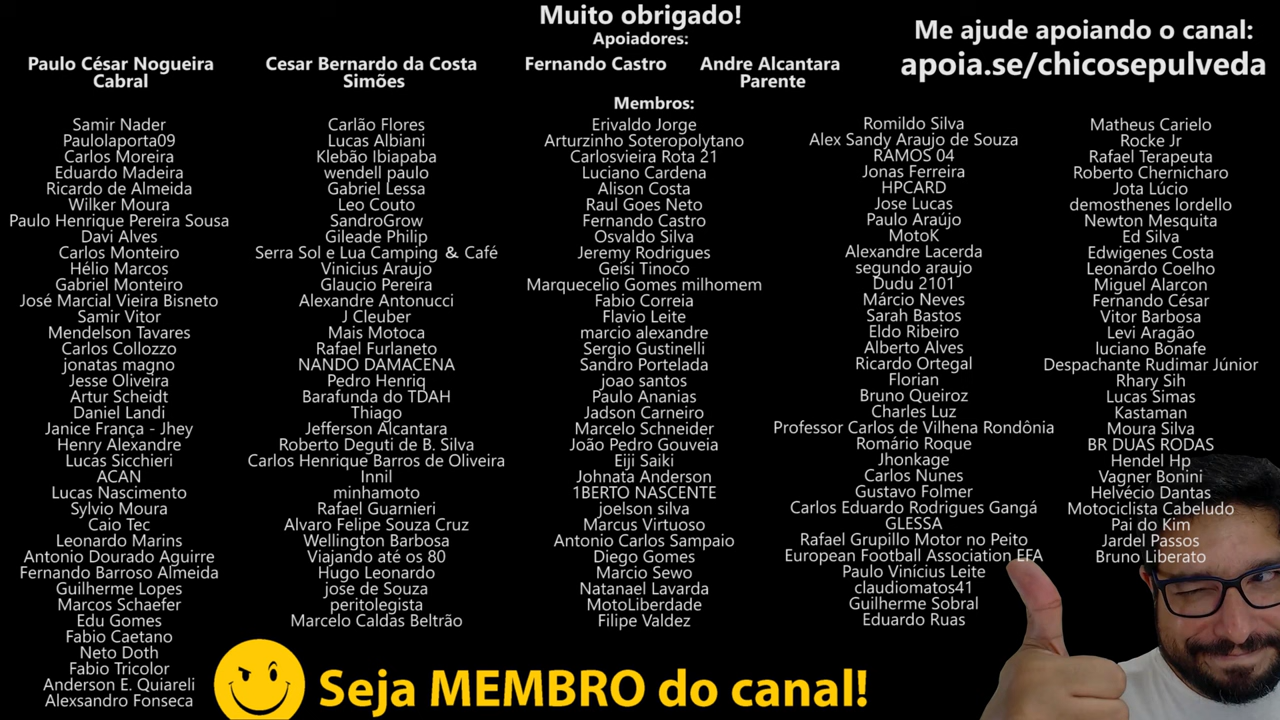 Muito obrigado!
Apoiadores:
Paulo César Nogueira
Cabral
Cesar Bernardo da Costa
Simões
Fernando Castro
Andre Alcantara
Parente
Me ajude apoiando o canal:
apoia.se/chicosepulveda
Membros:
Samir Nader
Paulolaporta09
Carlos Moreira
Eduardo Madeira
Ricardo de Almeida
Wilker Moura
Paulo Henrique Pereira Sousa
Davi Alves
Carlos Monteiro
Hélio Marcos
Gabriel Monteiro
José Marcial Vieira Bisneto
Samir Vitor
Mendelson Tavares
Carlos Collozzo
jonatas magno
Jesse Oliveira
Artur Scheidt
Daniel Landi
Janice França - Jhey
Henry Alexandre
Lucas Sicchieri
ACAN
Lucas Nascimento
Sylvio Moura
Caio Tec
Leonardo Marins
Antonio Dourado Aguirre
Fernando Barroso Almeida
Guilherme Lopes
Marcos Schaefer
Edu Gomes
Fabio Caetano
Neto Doth
Fabio Tricolor
Anderson E. Quiareli
Alexsandro Fonseca
Carlão Flores
Lucas Albiani
Klebão Ibiapaba
wendell paulo
Gabriel Lessa
Leo Couto
SandroGrow
Gileade Philip
Serra Sol e Lua Camping & Café
Vinicius Araujo
Glaucio Pereira
Alexandre Antonucci
J Cleuber
Mais Motoca
Rafael Furlaneto
NANDO DAMACENA
Pedro Henriq
Barafunda do TDAH
Thiago
Jefferson Alcantara
Roberto Deguti de B. Silva
Carlos Henrique Barros de Oliveira
Innil
minhamoto
Rafael Guarnieri
Alvaro Felipe Souza Cruz
Wellington Barbosa
Viajando até os 80
Hugo Leonardo
jose de Souza
peritolegista
Marcelo Caldas Beltrão
Erivaldo Jorge
Arturzinho Soteropolytano
Carlosvieira Rota 21
Luciano Cardena
Alison Costa
Raul Goes Neto
Fernando Castro
Osvaldo Silva
Jeremy Rodrigues
Geisi Tinoco
Marquecelio Gomes milhomem
Fabio Correia
Flavio Leite
marcio alexandre
Sergio Gustinelli
Sandro Portelada
joao santos
Paulo Ananias
Jadson Carneiro
Marcelo Schneider
João Pedro Gouveia
Eiji Saiki
Johnata Anderson
1BERTO NASCENTE
joelson silva
Marcus Virtuoso
Antonio Carlos Sampaio
Diego Gomes
Marcio Sewo
Natanael Lavarda
MotoLiberdade
Filipe Valdez
Romildo Silva
Alex Sandy Araujo de Souza
RAMOS 04
Jonas Ferreira
HPCARD
Jose Lucas
Paulo Araújo
MotoK
Alexandre Lacerda
segundo araujo
Dudu 2101
Márcio Neves
Sarah Bastos
Eldo Ribeiro
Alberto Alves
Ricardo Ortegal
Florian
Bruno Queiroz
Charles Luz
Professor Carlos de Vilhena Rondônia
Romário Roque
Jhonkage
Carlos Nunes
Gustavo Folmer
Carlos Eduardo Rodrigues Gangá
GLESSA
Rafael Grupillo Motor no Peito
European Football Association EFA
Paulo Vinícius Leite
claudiomatos41
Guilherme Sobral
Eduardo Ruas
Matheus Carielo
Rocke Jr
Rafael Terapeuta
Roberto Chernicharo
Jota Lúcio
demosthenes lordello
Newton Mesquita
Ed Silva
Edwigenes Costa
Leonardo Coelho
Miguel Alarcon
Fernando César
Vitor Barbosa
Levi Aragão
luciano Bonafe
Despachante Rudimar Júnior
Rhary Sih
Lucas Simas
Kastaman
Moura Silva
BR DUAS RODAS
Hendel Hp
Vagner Bonini
Helvécio Dantas
Motociclista Cabeludo
Pai do Kim
Jardel Passos
Bruno Liberato
Seja MEMBRO do canal!